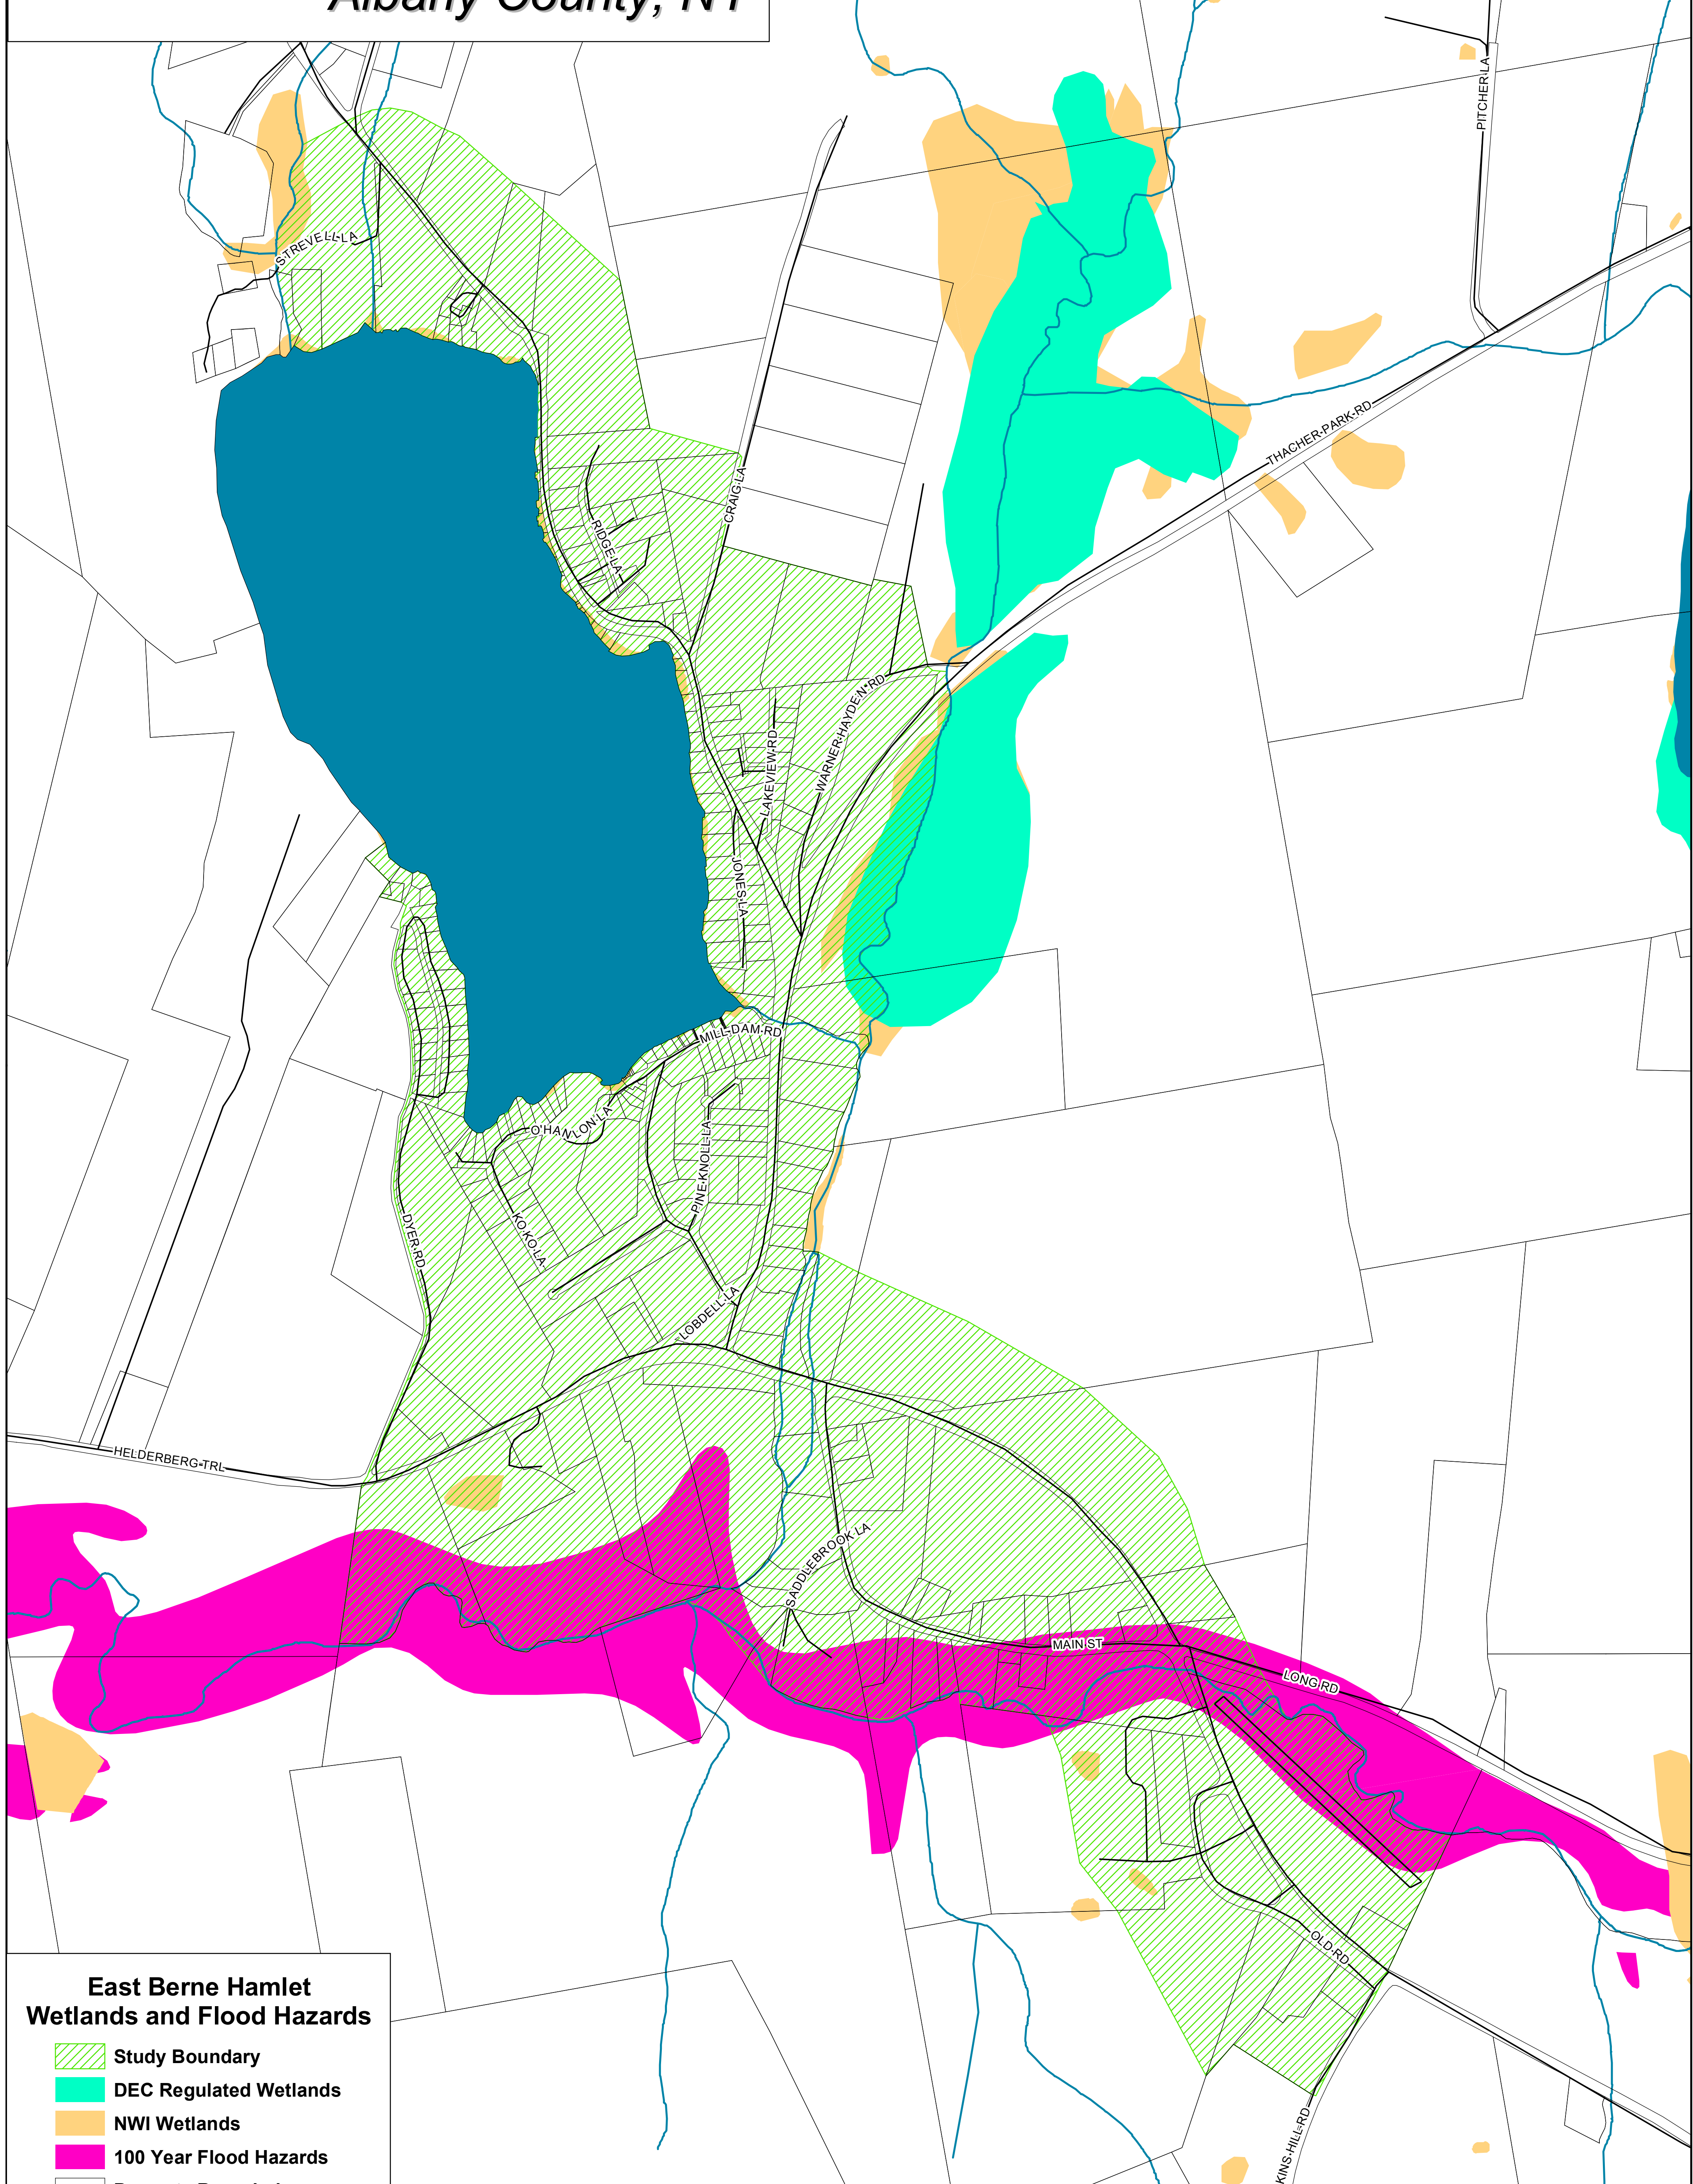 Albany County, NY
PITCHER LA
STREVELL LA
THACHER PARK RD
CRAIG LA
RIDGE LA
WARNER HAYDEN RD
LAKEVIEW RD
JONES LA
MILL DAM RD
O'HANLON LA
PINE KNOLL LA
KO KO LA
DYER RD
LOBDELL LA
HELDERBERG TRL
SADDLEBROOK LA
MAIN ST
LONG RD
OLD RD
KINS HILL RD
East Berne Hamlet
Wetlands and Flood Hazards
Study Boundary
DEC Regulated Wetlands
NWI Wetlands
100 Year Flood Hazards